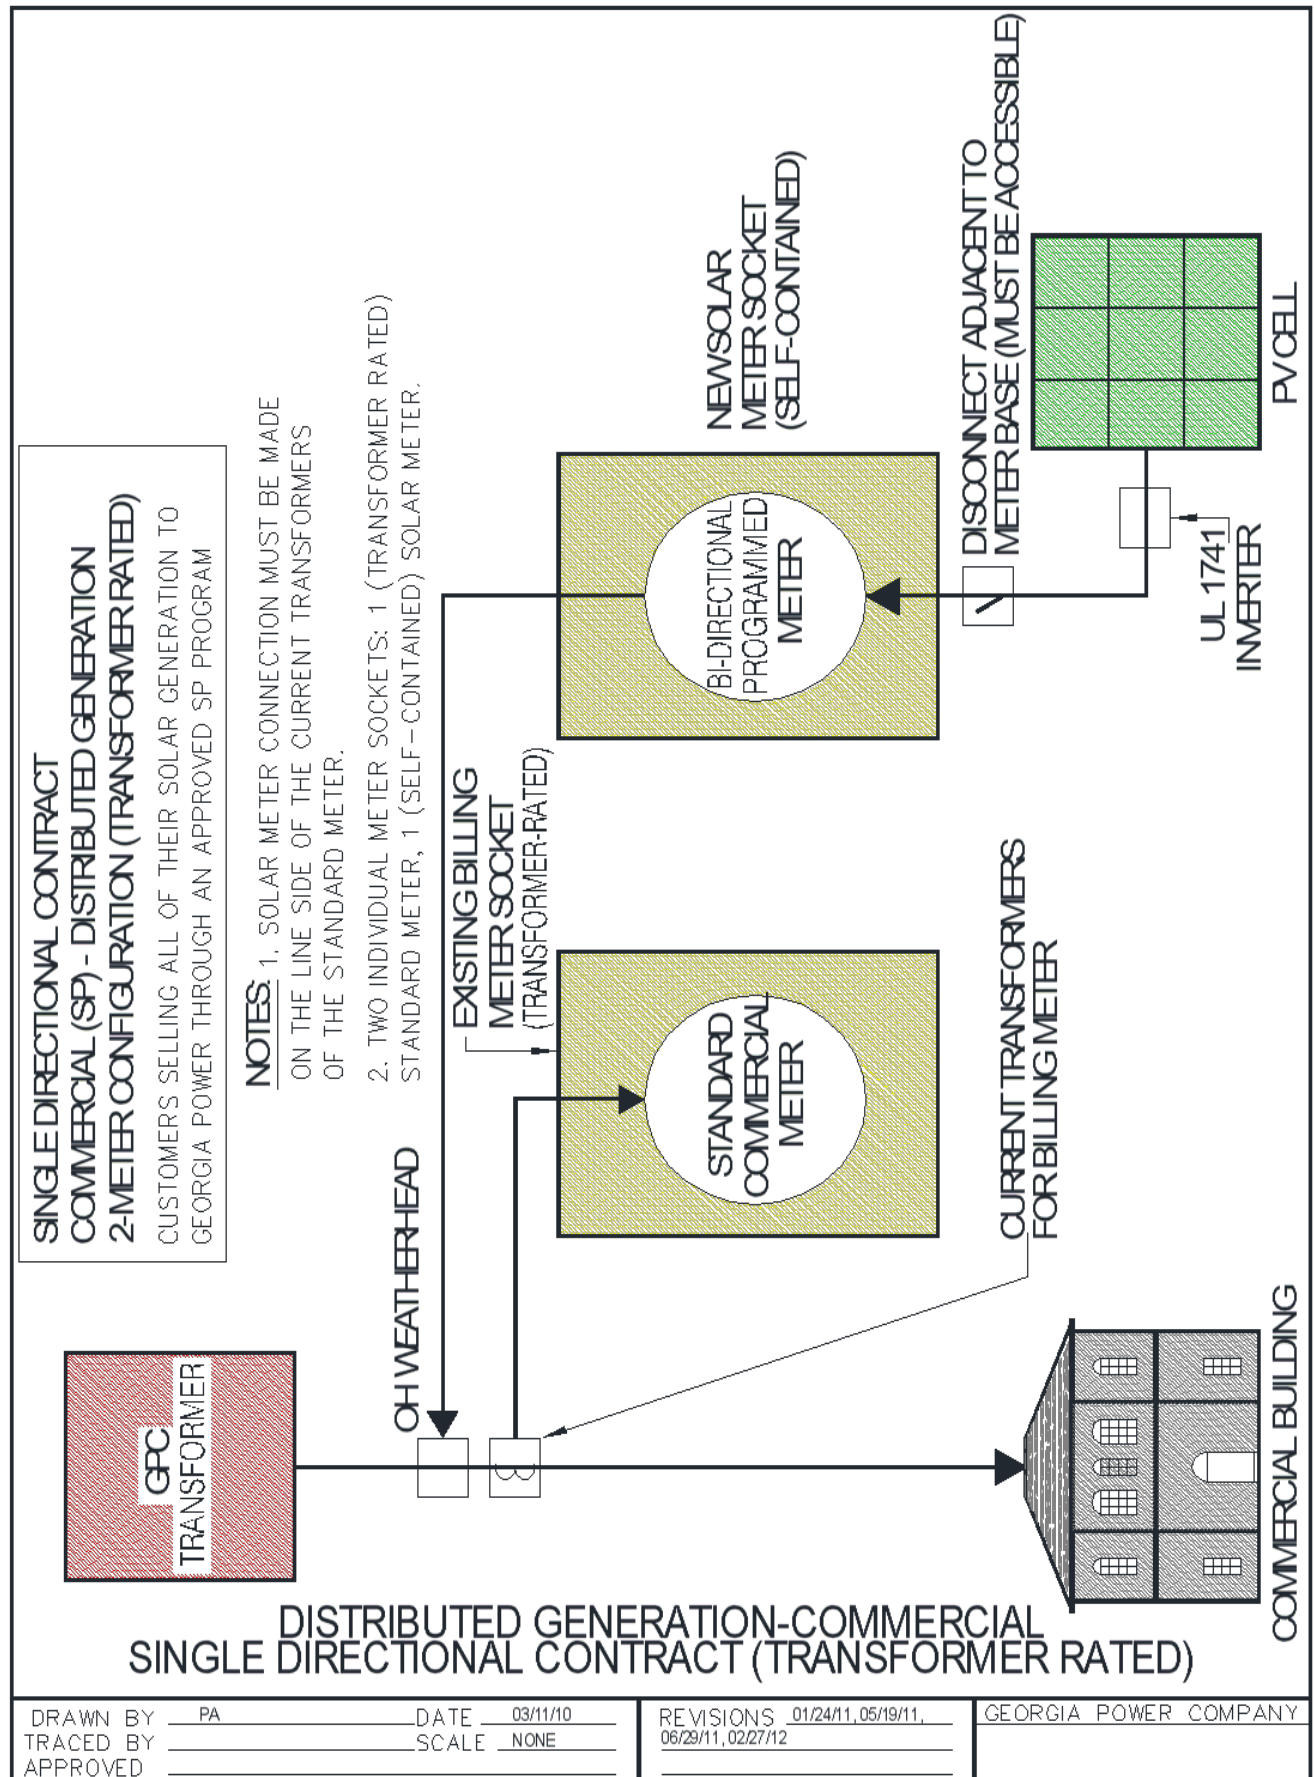 SINGLE DIRECTIONAL CONTRACT
COMMERCIAL (SP) - DISTRIBUTED GENERATION
2-METER CONFIGURATION (TRANSFORMER RATED)
CUSTOMERS SELLING ALL OF THEIR SOLAR GENERATION TO
GEORGIA POWER THROUGH AN APPROVED SP PROGRAM
NOTES: 1. SOLAR METER CONNECTION MUST BE MADE
ON THE LINE SIDE OF THE CURRENT TRANSFORMERS
OF THE STANDARD METER.
2. TWO INDIVIDUAL METER SOCKETS: 1 (TRANSFORMER RATED)
STANDARD METER, 1 (SELF-CONTAINED) SOLAR METER.
GPC
TRANSFORMER
OH WEATHERHEAD
EXISTING BILLING
METER SOCKET
(TRANSFORMER-RATED)
NEW SOLAR
METER SOCKET
(SELF-CONTAINED)
STANDARD
COMMERCIAL
METER
BI-DIRECTIONAL
PROGRAMMED
METER
DISCONNECT ADJACENT TO
METER BASE (MUST BE ACCESSIBLE)
CURRENT TRANSFORMERS
FOR BILLING METER
UL 1741
INVERTER
PV CELL
COMMERCIAL BUILDING
DISTRIBUTED GENERATION-COMMERCIAL
SINGLE DIRECTIONAL CONTRACT (TRANSFORMER RATED)
DRAWN BY PA DATE 03/11/10
TRACED BY SCALE NONE
APPROVED
REVISIONS 01/24/11, 05/19/11,
06/29/11, 02/27/12
GEORGIA POWER COMPANY